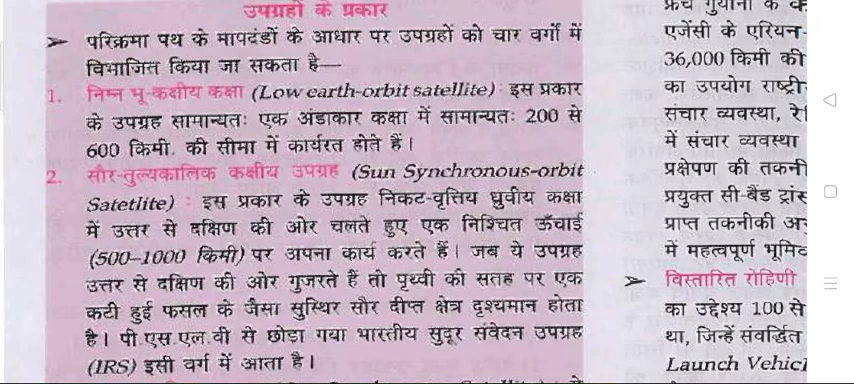 उपग्रहों के प्रकार
➤ परिक्रमा पथ के मापदंडों के आधार पर उपग्रहों को चार वर्गों में
विभाजित किया जा सकता है—
1. निम्न भू-कक्षीय कक्षा (Low earth-orbit satellite) : इस प्रकार
के उपग्रह सामान्यतः एक अंडाकार कक्षा में सामान्यतः 200 से
600 किमी. की सीमा में कार्यरत होते हैं।
2. सौर-तुल्यकालिक कक्षीय उपग्रह (Sun Synchronous-orbit
Satetlite) : इस प्रकार के उपग्रह निकट-वृत्तिय ध्रुवीय कक्षा
में उत्तर से दक्षिण की ओर चलते हुए एक निश्चित ऊँचाई
(500–1000 किमी) पर अपना कार्य करते हैं। जब ये उपग्रह
उत्तर से दक्षिण की ओर गुजरते हैं तो पृथ्वी की सतह पर एक
कटी हुई फसल के जैसा सुस्थिर सौर दीप्त क्षेत्र दृश्यमान होता
है। पी.एस.एल.वी से छोड़ा गया भारतीय सुदूर संवेदन उपग्रह
(IRS) इसी वर्ग में आता है।
फ्रेंच गुयाना के
एजेंसी के एरियन-
36,000 किमी की
का उपयोग राष्ट्री
संचार व्यवस्था, रे
में संचार व्यवस्था
प्रक्षेपण की तकनी
प्रयुक्त सी-बैंड ट्रांस
प्राप्त तकनीकी
में महत्वपूर्ण भूमि
➤ विस्तारित रोहिणी
का उद्देश्य 100 से
था, जिन्हें संवर्द्धित
Launch Vehicl